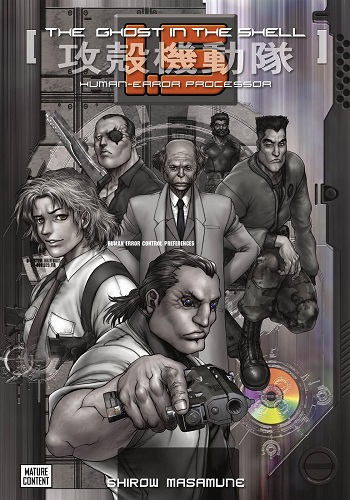 THE GHOST IN THE SHELL
[攻殻機動隊]
1.5
HUMAN-ERROR PROCESSOR
HUMAN ERROR CONTROL PREFERENCES
MATURE
CONTENT
SHIROW MASAMUNE